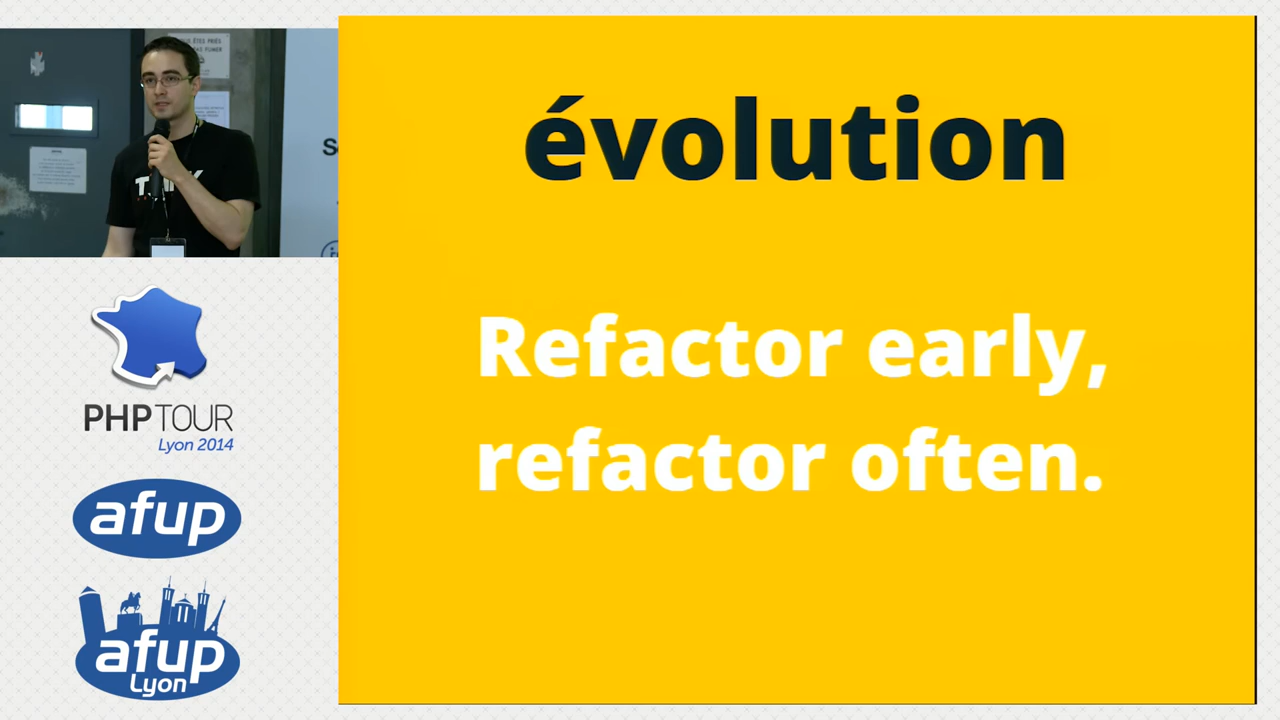 évolution
Refactor early,
refactor often.
PHPTOUR
Lyon 2014
afup
afup
Lyon